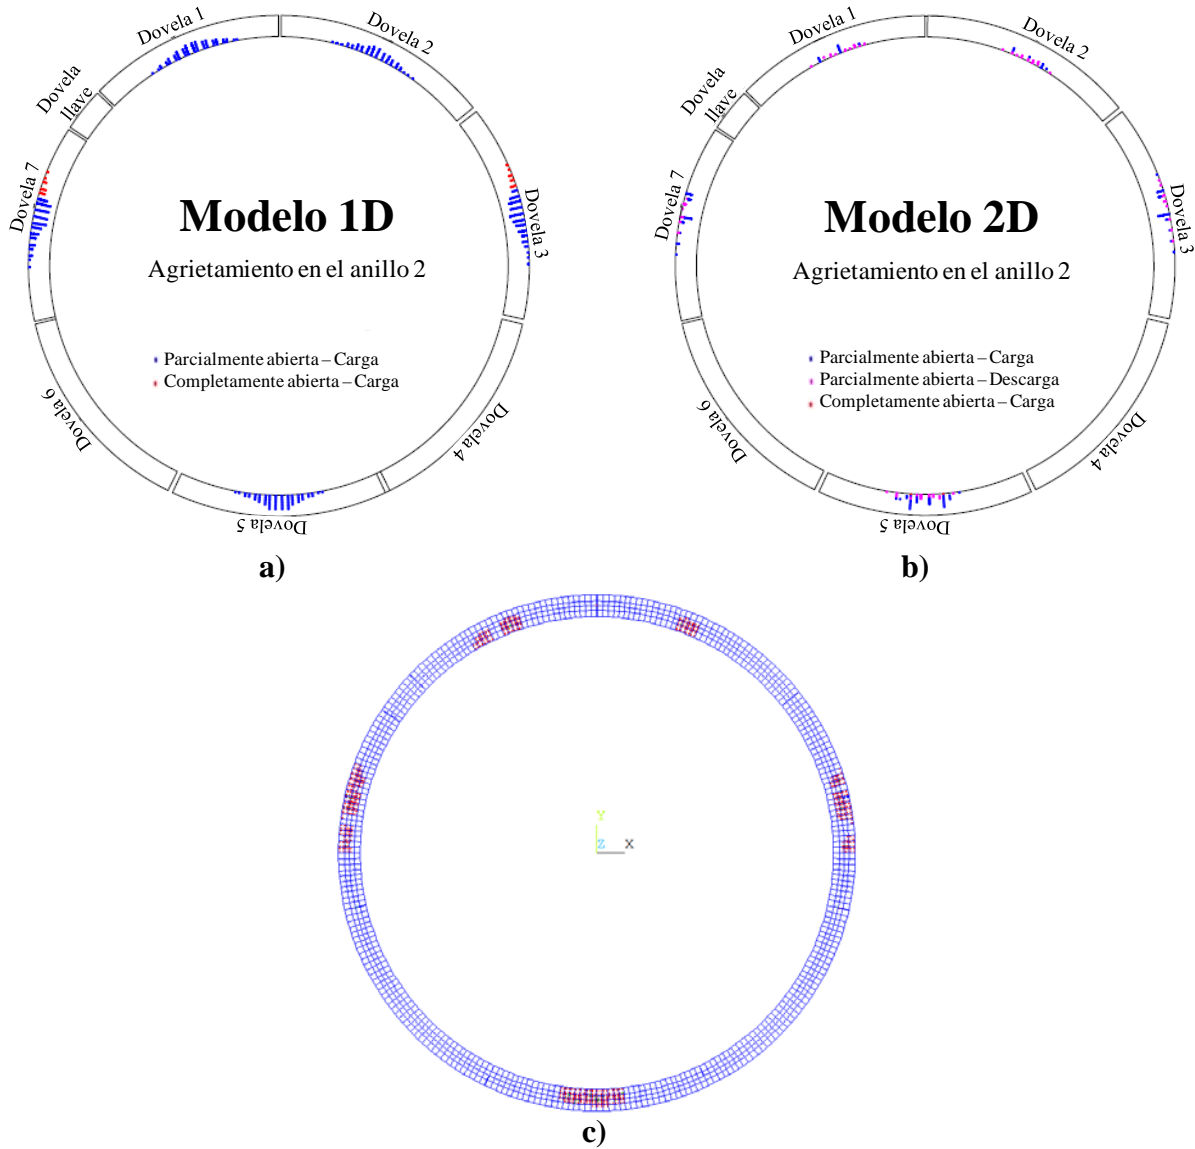 Dovela 1
Dovela 2
Dovela
llave
Dovela 7
Dovela 3
Modelo 1D
Agrietamiento en el anillo 2
Parcialmente abierta – Carga
Completamente abierta – Carga
Dovela 6
Dovela 4
Dovela 5
a)
Dovela 1
Dovela 2
Dovela
llave
Dovela 7
Dovela 3
Modelo 2D
Agrietamiento en el anillo 2
Parcialmente abierta – Carga
Parcialmente abierta – Descarga
Completamente abierta – Carga
Dovela 6
Dovela 4
Dovela 5
b)
Y
Z X
c)